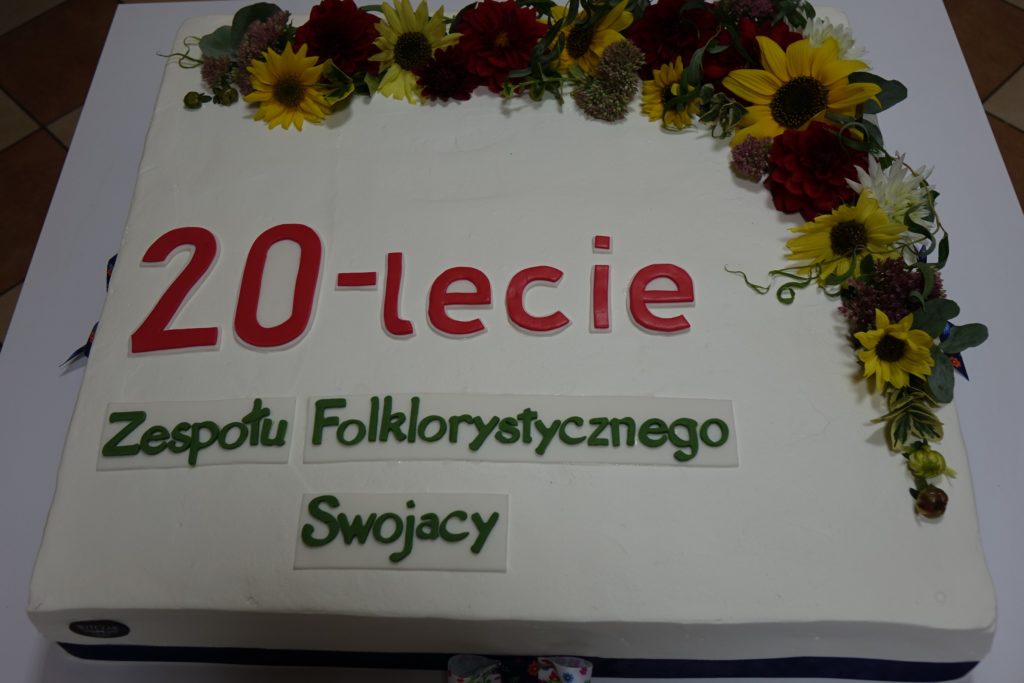 20-lecie
Zespołu Folklorystycznego
Swojacy